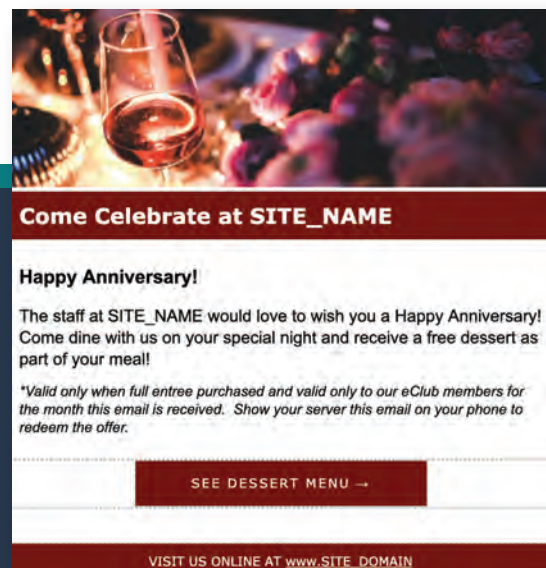 Come Celebrate at SITE_NAME
Happy Anniversary!
The staff at SITE_NAME would love to wish you a Happy Anniversary!
Come dine with us on your special night and receive a free dessert as
part of your meal!
*Valid only when full entree purchased and valid only to our eClub members for
the month this email is received.  Show your server this email on your phone to
redeem the offer.
SEE DESSERT MENU →
VISIT US ONLINE AT www.SITE_DOMAIN